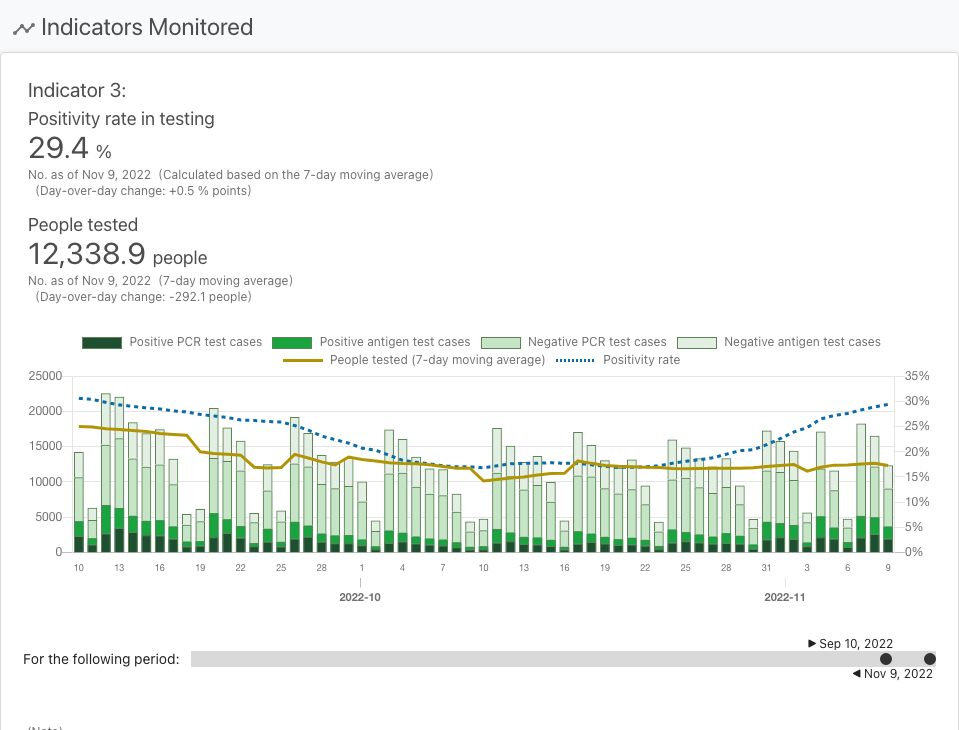 Indicators Monitored
Indicator 3:
Positivity rate in testing
29.4 %
No. as of Nov 9, 2022 (Calculated based on the 7-day moving average)
(Day-over-day change: +0.5 % points)
People tested
12,338.9 people
No. as of Nov 9, 2022 (7-day moving average)
(Day-over-day change: -292.1 people)
Positive PCR test cases Positive antigen test cases Negative PCR test cases Negative antigen test cases
People tested (7-day moving average) Positivity rate
25000 35%
20000 30%
25%
15000 20%
10000 15%
10%
5000 5%
0 0%
10 13 16 19 22 25 28 1 4 7 10 13 16 19 22 25 28 31 3 6 9
2022-10 2022-11
▶ Sep 10, 2022
For the following period:
◀ Nov 9, 2022
(Note)